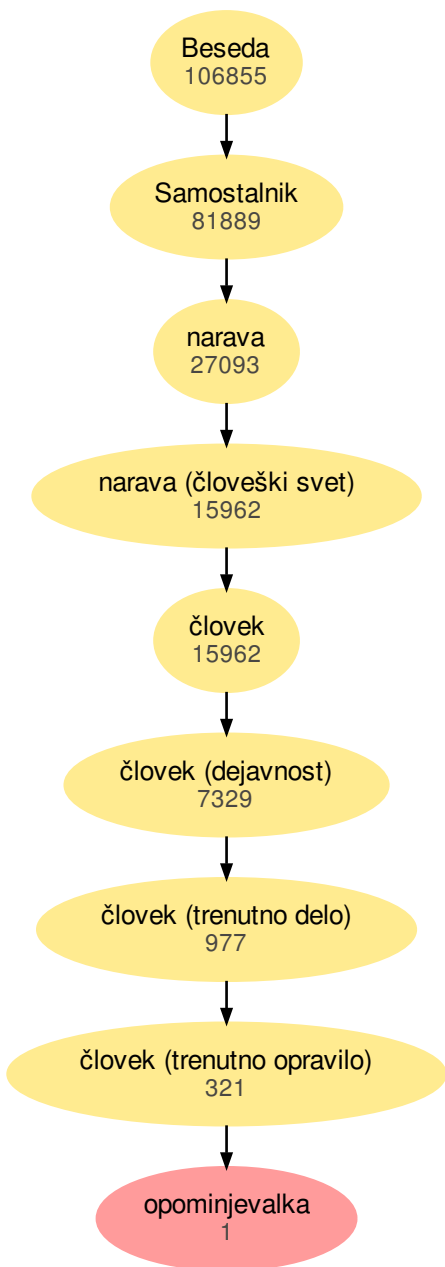 Beseda
106855
Samostalnik
81889
narava
27093
narava (človeški svet)
15962
človek
15962
človek (dejavnost)
7329
človek (trenutno delo)
977
človek (trenutno opravilo)
321
opominjevalka
1